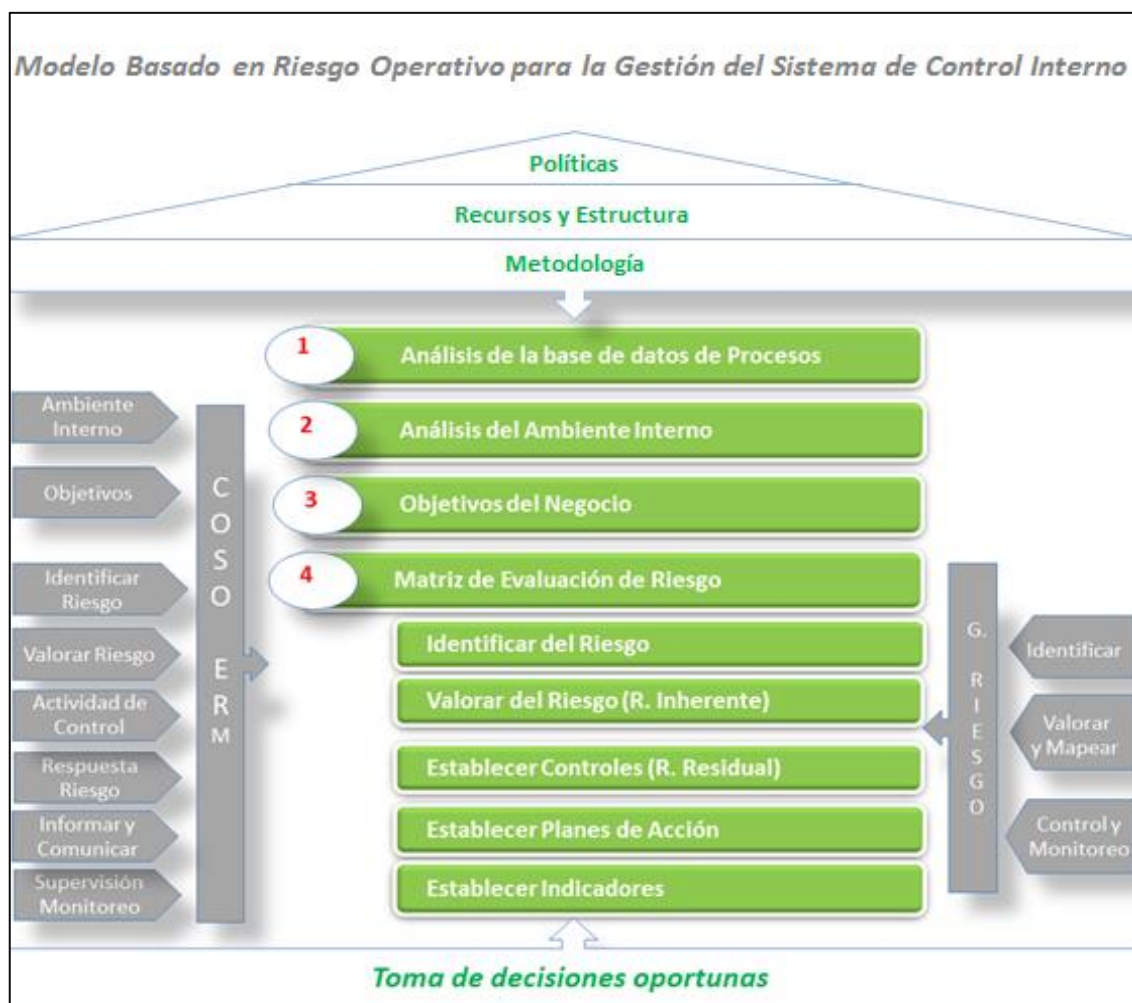 Modelo Basado en Riesgo Operativo para la Gestión del Sistema de Control Interno
Políticas
Recursos y Estructura
Metodología
1
Análisis de la base de datos de Procesos
2
Análisis del Ambiente Interno
3
Objetivos del Negocio
4
Matriz de Evaluación de Riesgo
Identificar del Riesgo
Valorar del Riesgo (R. Inherente)
Establecer Controles (R. Residual)
Establecer Planes de Acción
Establecer Indicadores
Ambiente
Interno
Objetivos
Identificar
Riesgo
Valorar Riesgo
Actividad de
Control
Respuesta
Riesgo
Informar y
Comunicar
Supervisión
Monitoreo
COSO ERM
G. RIESGO
Identificar
Valorar
y Mapear
Control y
Monitoreo
Toma de decisiones oportunas